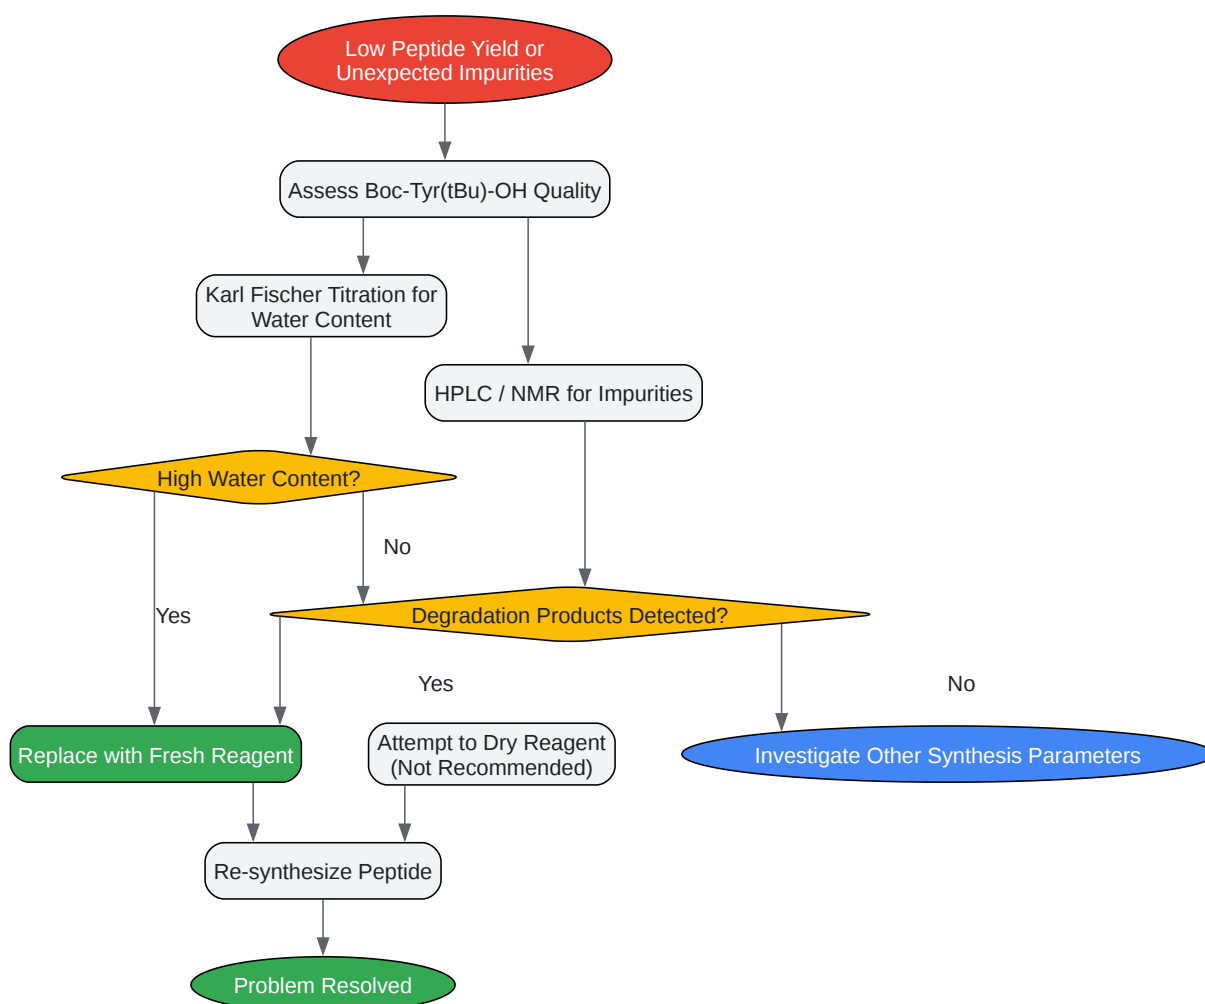 Low Peptide Yield or
Unexpected Impurities
Assess Boc-Tyr(tBu)-OH Quality
Karl Fischer Titration for
Water Content
HPLC / NMR for Impurities
High Water Content?
No
Yes
Degradation Products Detected?
Yes
No
Replace with Fresh Reagent
Attempt to Dry Reagent
(Not Recommended)
Investigate Other Synthesis Parameters
Re-synthesize Peptide
Problem Resolved